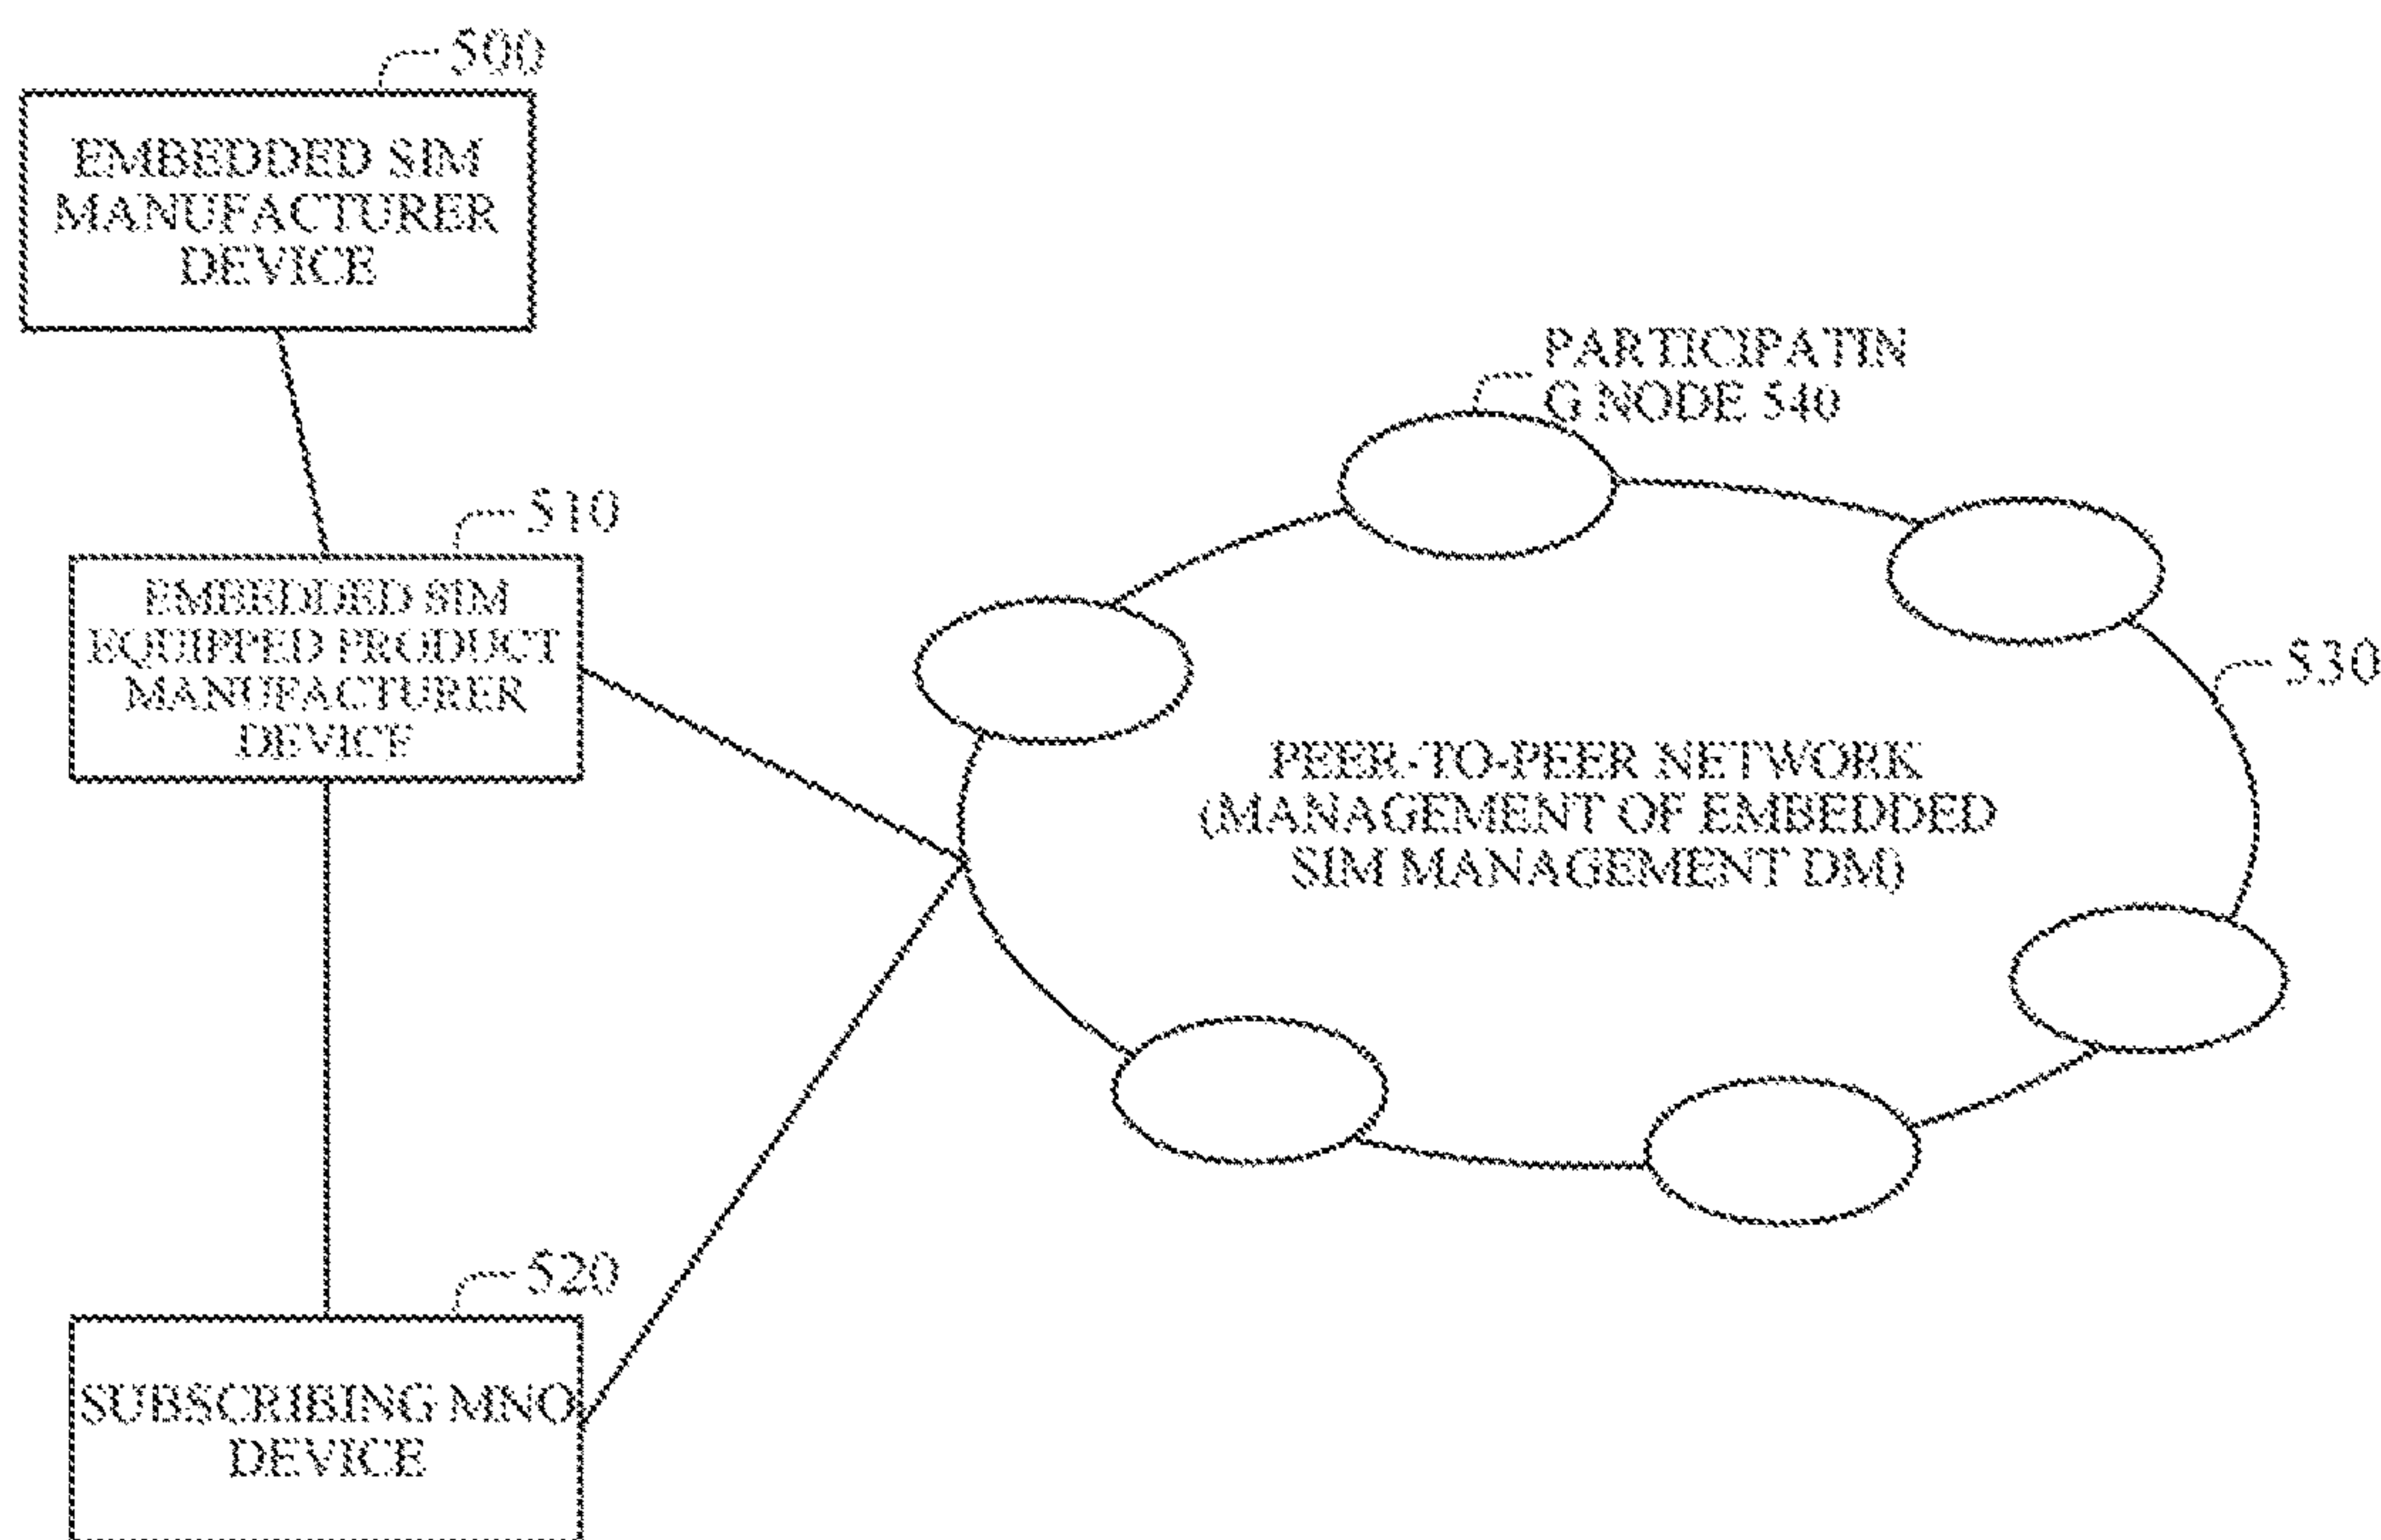 500
EMBEDDED SIM
MANUFACTURER
DEVICE
PARTICIPATIN
G NODE 540
510
EMBEDDED SIM
EQUIPPED PRODUCT
MANUFACTURER
DEVICE
530
PEER-TO-PEER NETWORK
(MANAGEMENT OF EMBEDDED
SIM MANAGEMENT DM)
520
SUBSCRIBING MNO
DEVICE